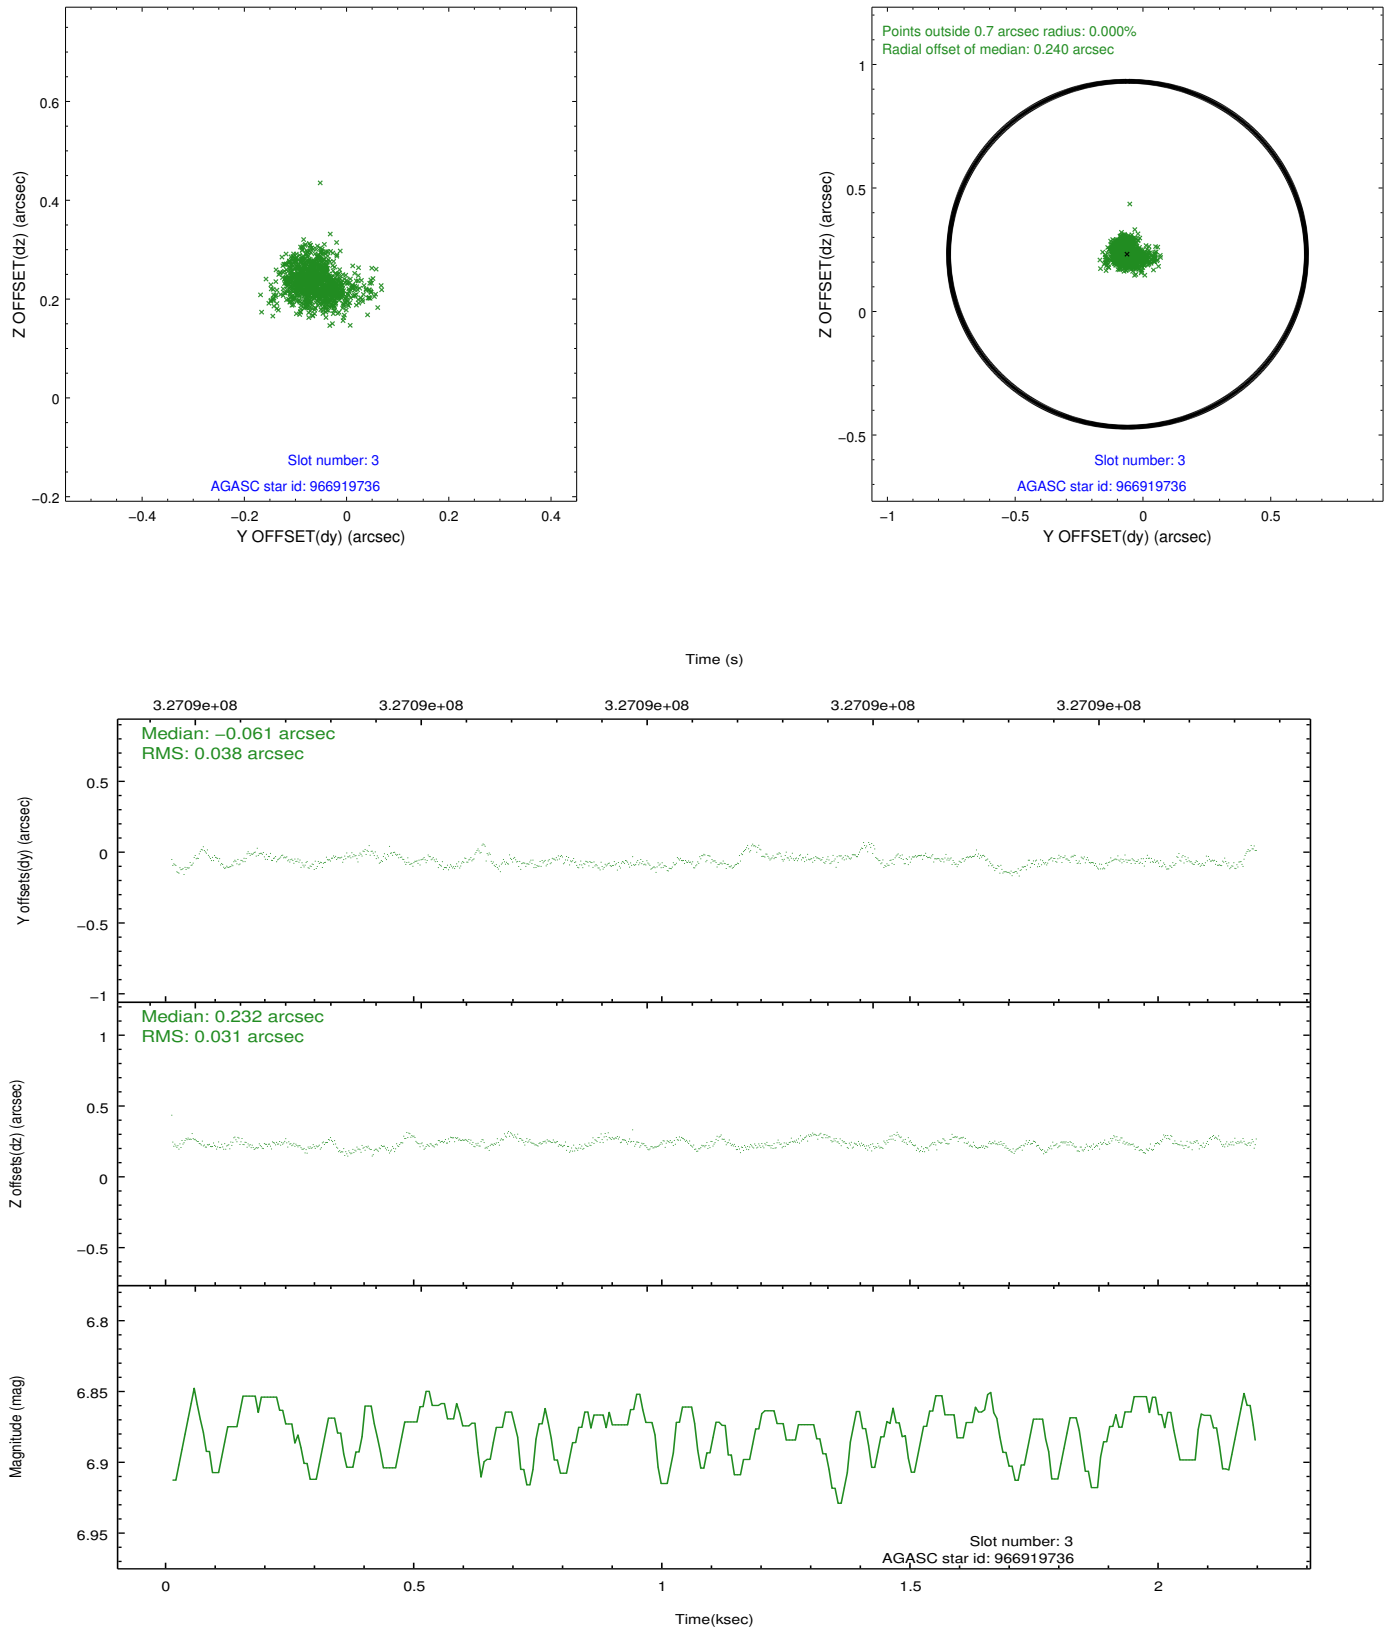 0.6
0.4
0.2
0
−0.2
Z OFFSET(dz) (arcsec)
Slot number: 3
AGASC star id: 966919736
−0.4 −0.2 0 0.2 0.4
Y OFFSET(dy) (arcsec)
Points outside 0.7 arcsec radius: 0.000%
Radial offset of median: 0.240 arcsec
1
0.5
0
−0.5
Z OFFSET(dz) (arcsec)
Slot number: 3
AGASC star id: 966919736
−1 −0.5 0 0.5
Y OFFSET(dy) (arcsec)
Time (s)
3.2709e+08 3.2709e+08 3.2709e+08 3.2709e+08 3.2709e+08
Median: −0.061 arcsec
RMS: 0.038 arcsec
0.5
0
−0.5
−1
Y offsets(dy) (arcsec)
Median: 0.232 arcsec
RMS: 0.031 arcsec
1
0.5
0
−0.5
Z offsets(dz) (arcsec)
6.8
6.85
6.9
6.95
Magnitude (mag)
Slot number: 3
AGASC star id: 966919736
0 0.5 1 1.5 2
Time(ksec)